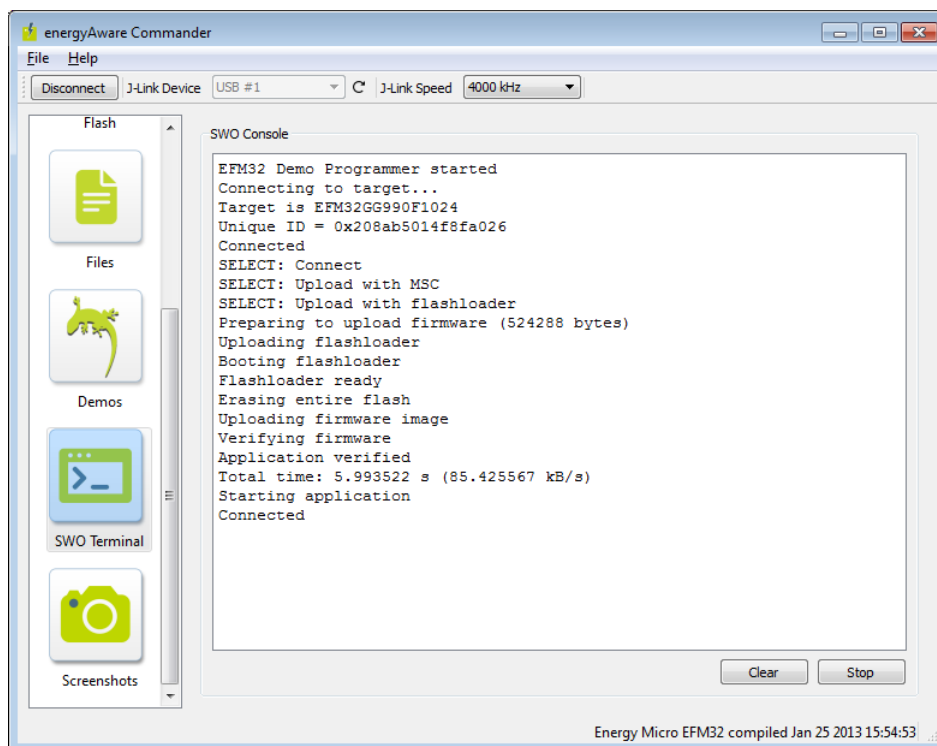 energyAware Commander
File Help
Disconnect J-Link Device USB #1 J-Link Speed 4000 kHz
Flash
Files
Demos
SWO Terminal
Screenshots
SWO Console
EFM32 Demo Programmer started
Connecting to target...
Target is EFM32GG990F1024
Unique ID = 0x208ab5014f8fa026
Connected
SELECT: Connect
SELECT: Upload with MSC
SELECT: Upload with flashloader
Preparing to upload firmware (524288 bytes)
Uploading flashloader
Booting flashloader
Flashloader ready
Erasing entire flash
Uploading firmware image
Verifying firmware
Application verified
Total time: 5.993522 s (85.425567 kB/s)
Starting application
Connected
Clear Stop
Energy Micro EFM32 compiled Jan 25 2013 15:54:53